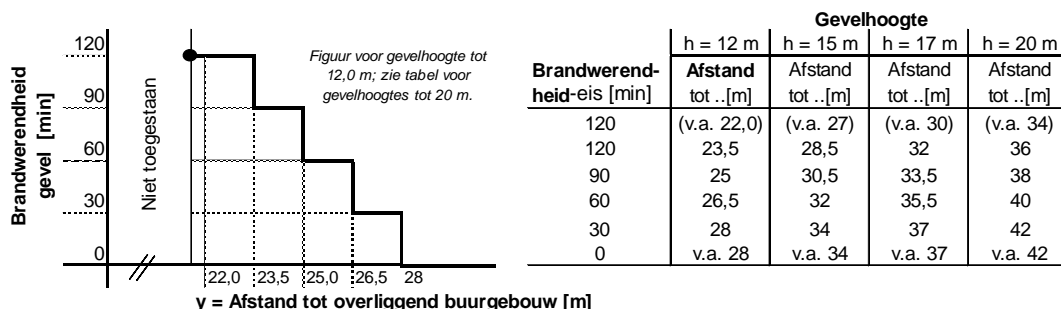 120
90
60
30
0
Brandwerendheid
gevel [min]
Niet toegestaan
Figuur voor gevelhoogte tot
12,0 m; zie tabel voor
gevelhoogtes tot 20 m.
22,0 23,5 25,0 26,5 28
y = Afstand tot overliggend buurgebouw [m]
Gevelhoogte
h = 12 m h = 15 m h = 17 m h = 20 m
Brandwerend- Afstand Afstand Afstand Afstand
heid-eis [min] tot ..[m] tot ..[m] tot ..[m] tot ..[m]
120 (v.a. 22,0) (v.a. 27) (v.a. 30) (v.a. 34)
120 23,5 28,5 32 36
90 25 30,5 33,5 38
60 26,5 32 35,5 40
30 28 34 37 42
0 v.a. 28 v.a. 34 v.a. 37 v.a. 42